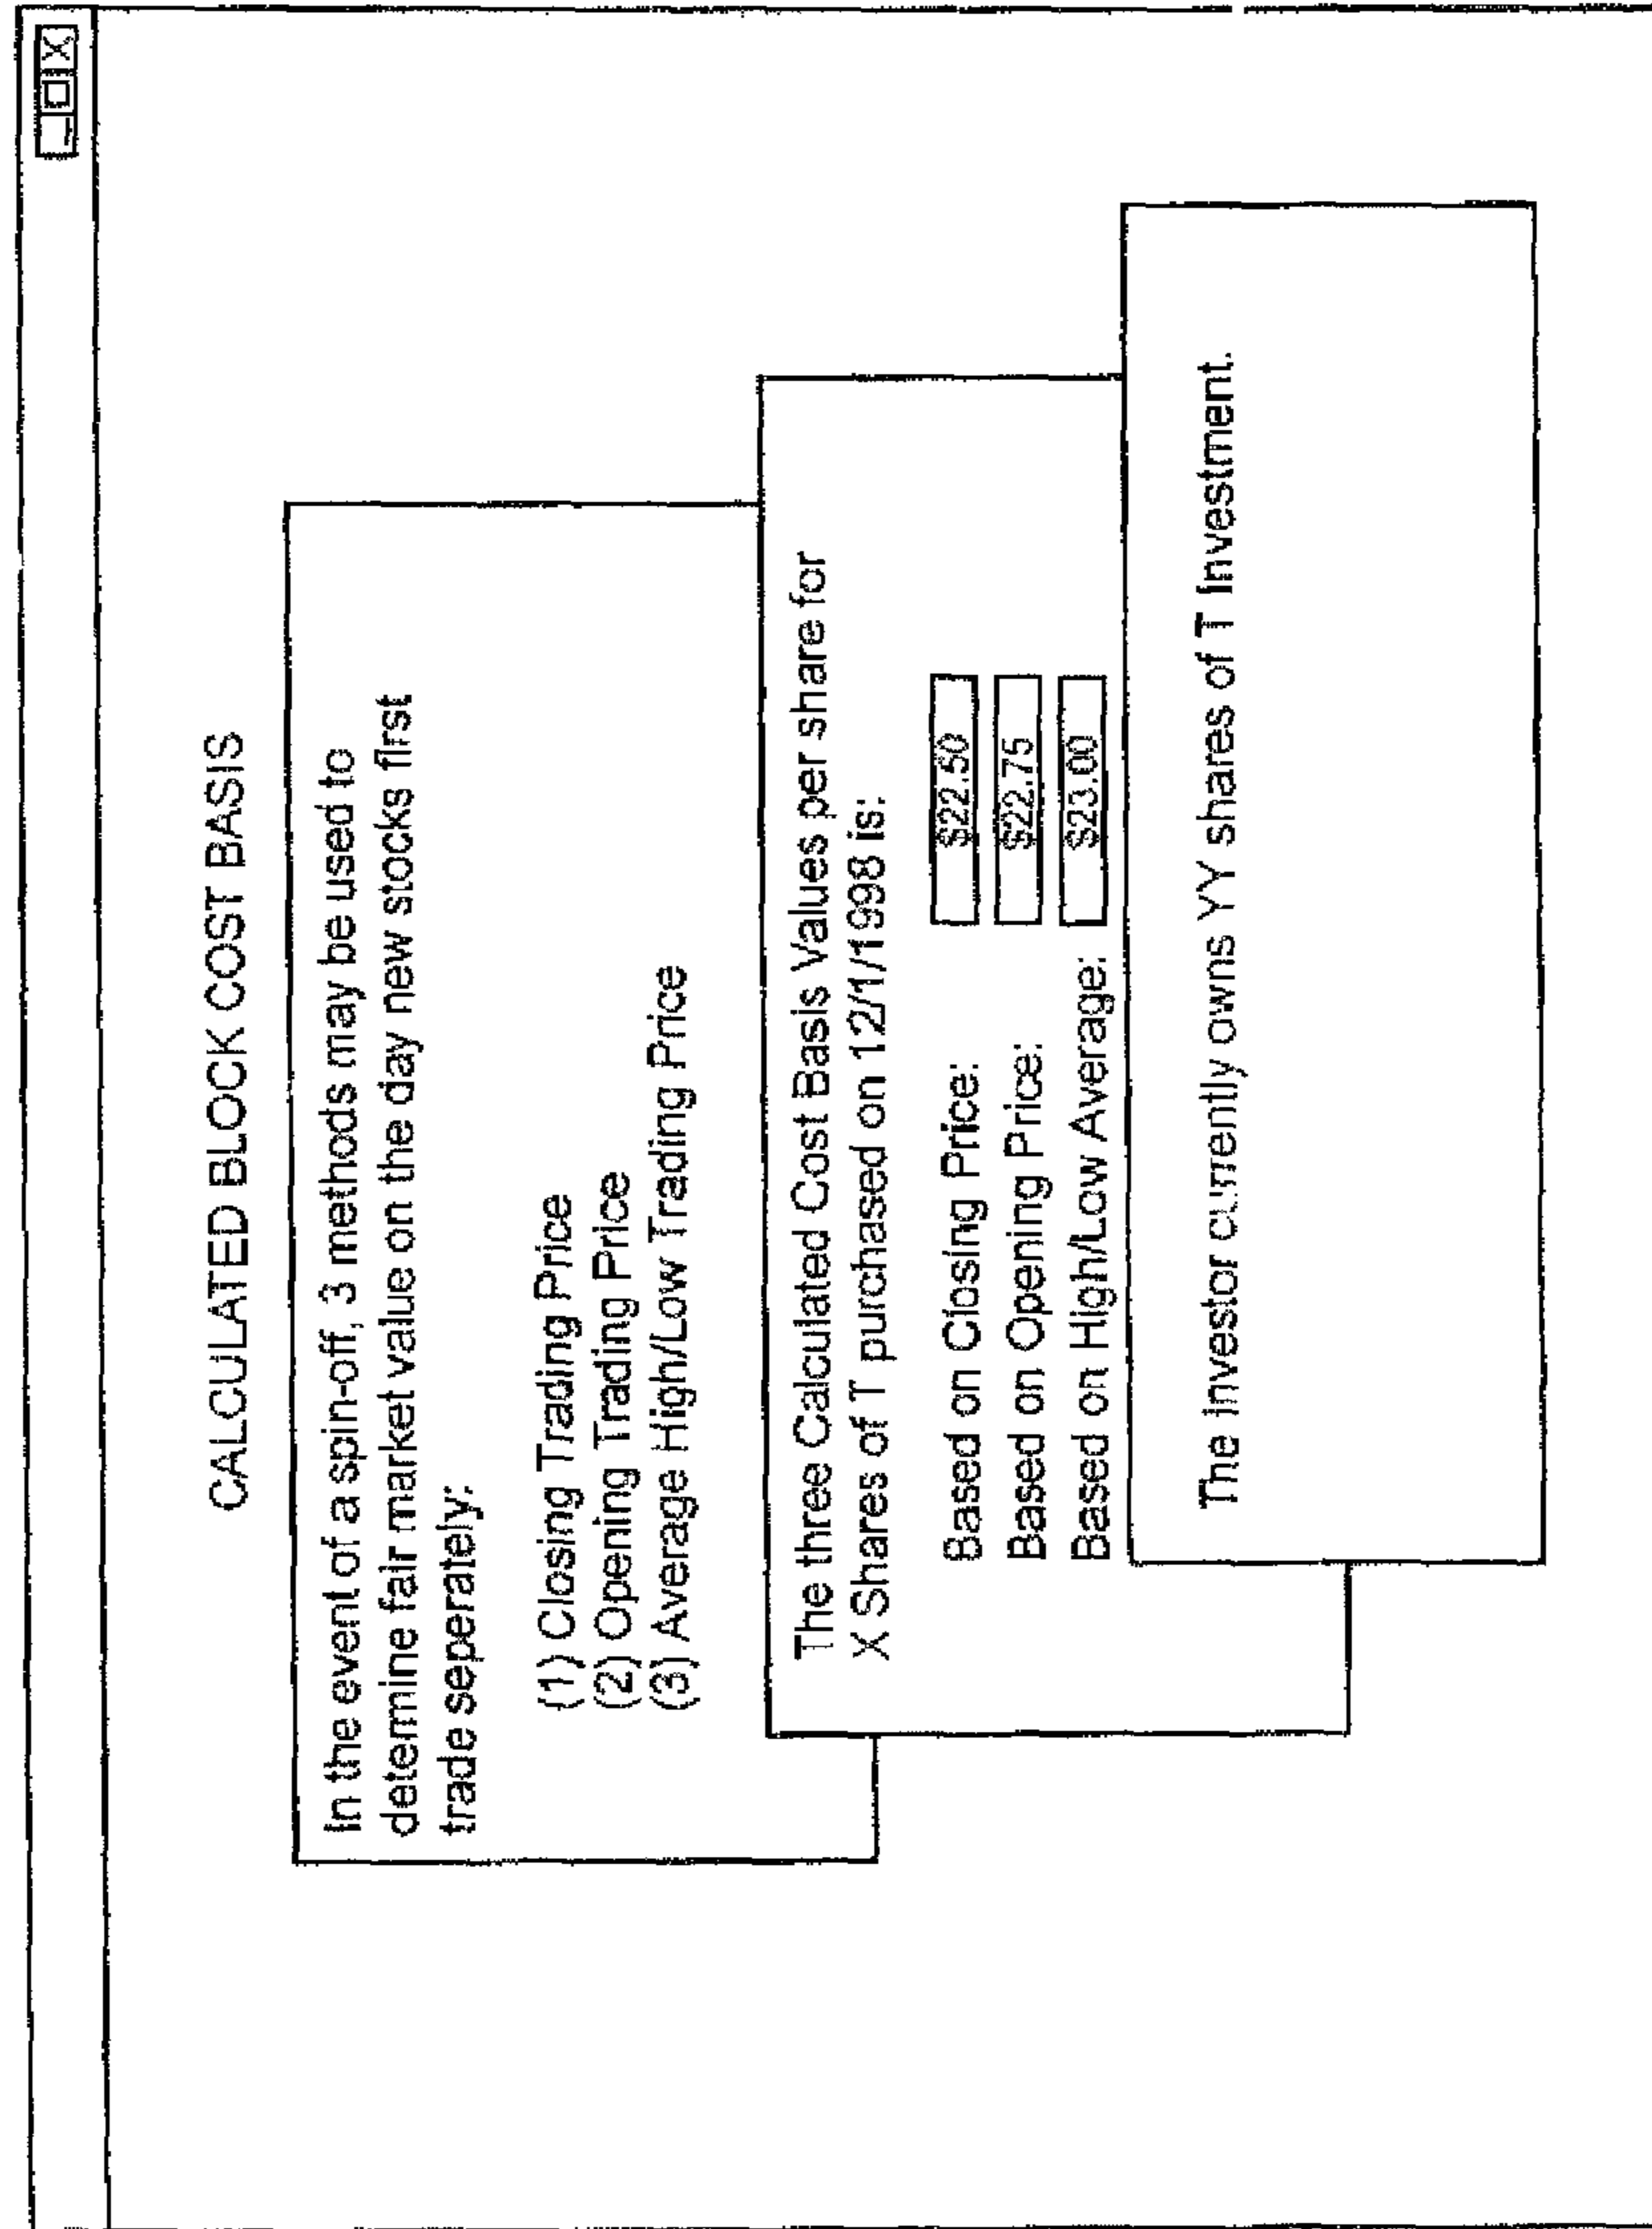 CALCULATED BLOCK COST BASIS
In the event of a spin-off, 3 methods may be used to
determine fair market value on the day new stocks first
trade seperately:
(1) Closing Trading Price
(2) Opening Trading Price
(3) Average High/Low Trading Price
The three Calculated Cost Basis Values per share for
X Shares of T purchased on 12/1/1998 is:
Based on Closing Price: $22.50
Based on Opening Price: $22.75
Based on High/Low Average: $23.00
The investor currently owns YY shares of T Investment.